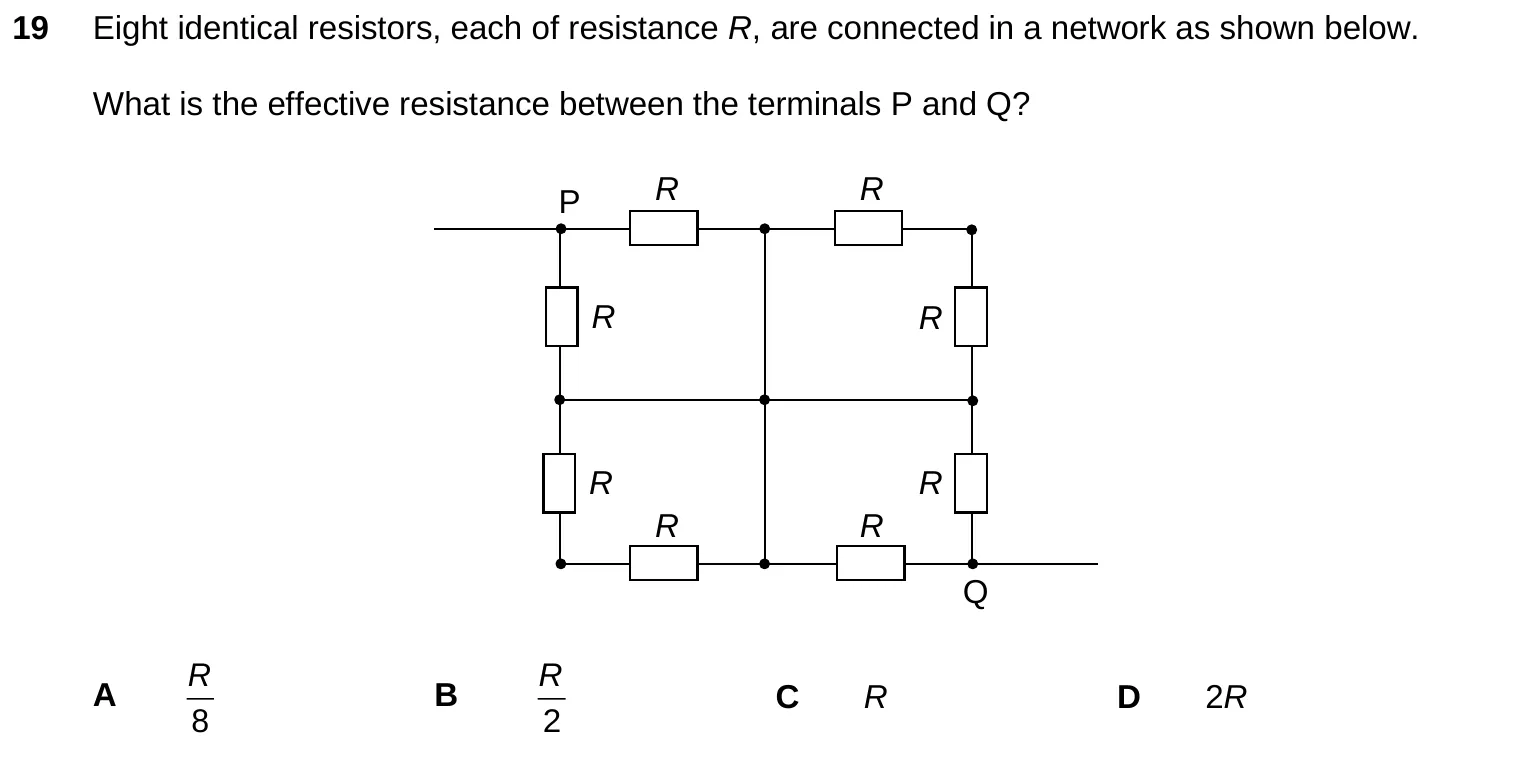 19 Eight identical resistors, each of resistance R, are connected in a network as shown below.
What is the effective resistance between the terminals P and Q?
P R R
R R
R R
R R
Q
A R/8 B R/2 C R D 2R